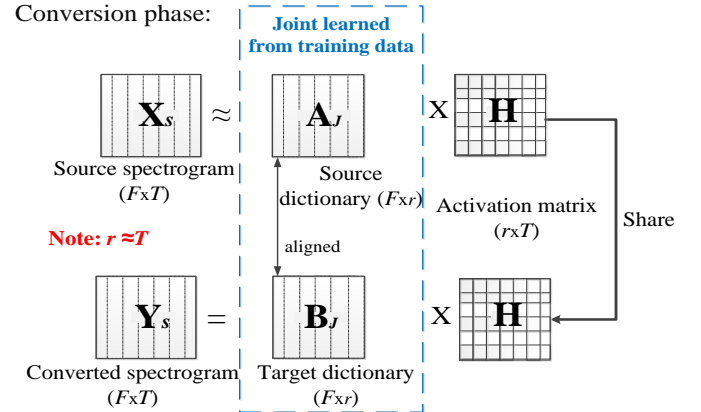 Conversion phase:
Joint learned
from training data
Xs ≈ AJ X H
Source spectrogram
(FxT)
Source
dictionary (Fxr)
Activation matrix
(rxT)
Share
Note: r ≈T
aligned
Ys = BJ X H
Converted spectrogram
(FxT)
Target dictionary
(Fxr)